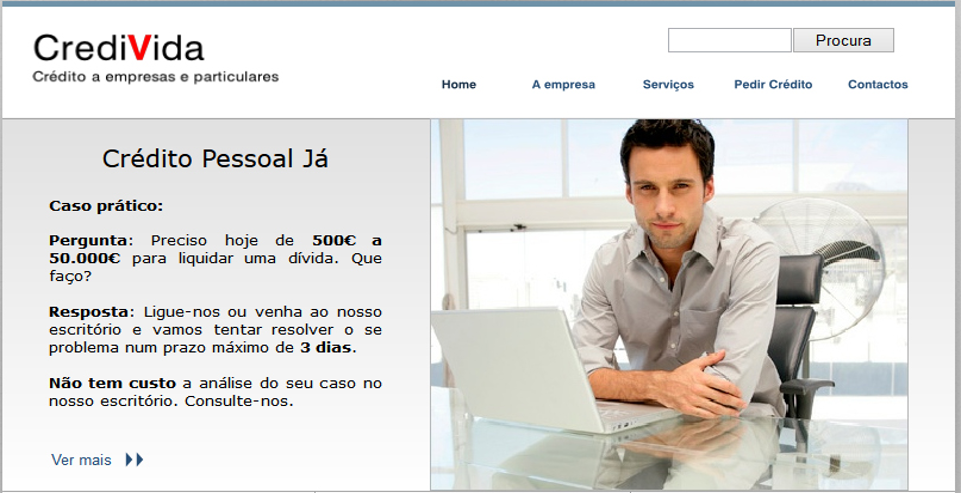 CrediVida
Crédito a empresas e particulares
Procura
Home A empresa Serviços Pedir Crédito Contactos
Crédito Pessoal Já
Caso prático:
Pergunta: Preciso hoje de 500€ a
50.000€ para liquidar uma dívida. Que
faço?
Resposta: Ligue-nos ou venha ao nosso
escritório e vamos tentar resolver o se
problema num prazo máximo de 3 dias.
Não tem custo a análise do seu caso no
nosso escritório. Consulte-nos.
Ver mais